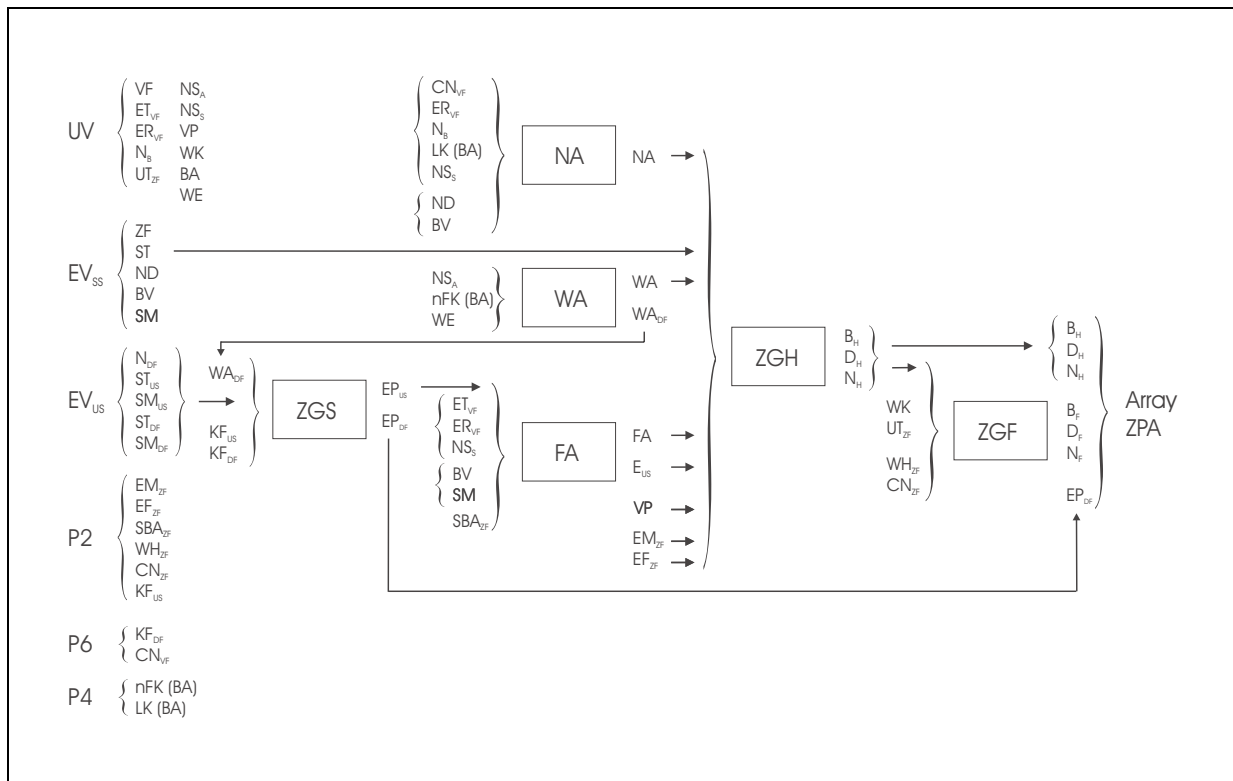 UV
VF NS_A
ET_VF NS_S
ER_VF VP
N_B WK
UT_ZF BA
WE
EV_SS
ZF
ST
ND
BV
SM
EV_US
N_DF
ST_US
SM_US
ST_DF
SM_DF
P2
EM_ZF
EF_ZF
SBA_ZF
WH_ZF
CN_ZF
KF_US
P6
KF_DF
CN_VF
P4
nFK (BA)
LK (BA)
WA_DF
KF_US
KF_DF
ZGS
EP_US
EP_DF
CN_VF
ER_VF
N_B
LK (BA)
NS_S
ND
BV
NA
NA
NS_A
nFK (BA)
WE
WA
WA
WA_DF
ET_VF
ER_VF
NS_S
BV
SM
SBA_ZF
FA
FA
E_US
VP
EM_ZF
EF_ZF
ZGH
B_H
D_H
N_H
WK
UT_ZF
WH_ZF
CN_ZF
ZGF
B_H
D_H
N_H
B_F
D_F
N_F
EP_DF
Array
ZPA